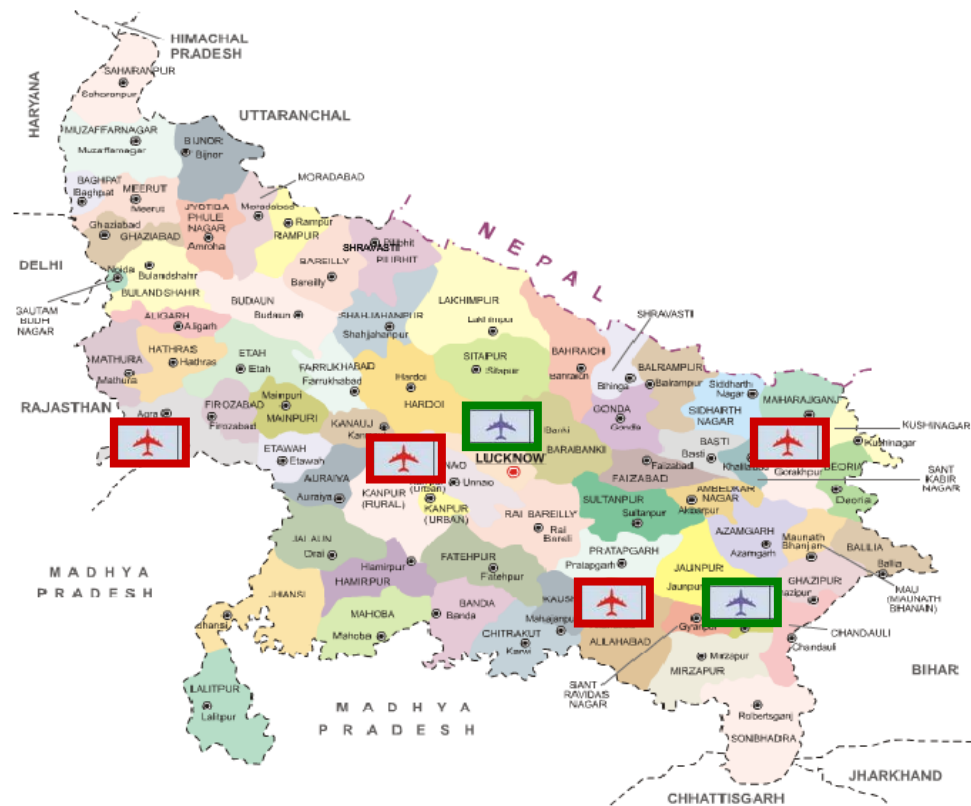 HIMACHAL
PRADESH
HARYANA
SAHARANPUR
Saharanpur
UTTARANCHAL
MUZAFFARNAGAR
Muzaffarnagar
BIJNOR
Bijnor
MORADABAD
BAGHPAT
Baghpat
MEERUT
Meerus
JYOTIBA
PHULE
NAGAR
Amroha
Moradabad
Rampur
RAMPUR
Ghaziabad
GHAZIABAD
SHRAVASTI
Pilibhit
PILIBHIT
BAREILLY
Bareilly
NEPAL
DELHI
Noida
Bulandshahr
BULANDSHAHR
GAUTAM
BUDH
NAGAR
BUDAUN
Budaun
SHAHJAHANPUR
Shahjahanpur
LAKHIMPUR
Lakhimpur
SHRAVASTI
ALIGARH
Aligarh
MATHURA
Mathura
HATHRAS
Hathras
ETAH
Etah
FARRUKHABAD
Farrukhabad
SITAPUR
Sitapur
BAHRAICH
Bahraich
Bhinga
BALRAMPUR
Balrampur
Siddharth
Nagar
SIDHARTH
NAGAR
MAHARAJGANJ
Hardoi
HARDOI
RAJASTHAN
Agra
FIROZABAD
Firozabad
Mainpuri
MAINPURI
KANAUJ
GONDA
Gonda
KUSHINAGAR
Kushinagar
ETAWAH
Etawah
LUCKNOW
Banki
BARABANKI
BASTI
Basti
Khalilabad
Gorakhpur
DEORIA
Deoria
SANT
KABIR
NAGAR
AURAIYA
Auraiya
KANPUR
(RURAL)
(Urban)
KANPUR
(URBAN)
Unnao
Faizabad
FAIZABAD
AMBEDKAR
NAGAR
Akbarpur
SULTANPUR
Sultanpur
RAI BAREILLY
Rai
Bareli
AZAMGARH
Azamgarh
Maunath
Bhanjan
BALILIA
Ballia
JALAUN
Orai
Hamirpur
HAMIRPUR
FATEHPUR
Fatehpur
PRATAPGARH
Pratapgarh
JAUNPUR
Jaunpur
GHAZIPUR
MAU
(MAUNATH
BHANAIN)
MADHYA
PRADESH
JHANSI
MAHOBA
Mahoba
BANDA
Banda
CHITRAKUT
Karwi
ALLAHABAD
Gyanpur
CHANDAULI
Chandauli
Mirzapur
MIRZAPUR
SANT
RAVIDAS
NAGAR
BIHAR
LALITPUR
Lalitpur
MADHYA
PRADESH
Robertsganj
SONBHADRA
JHARKHAND
CHHATTISGARH